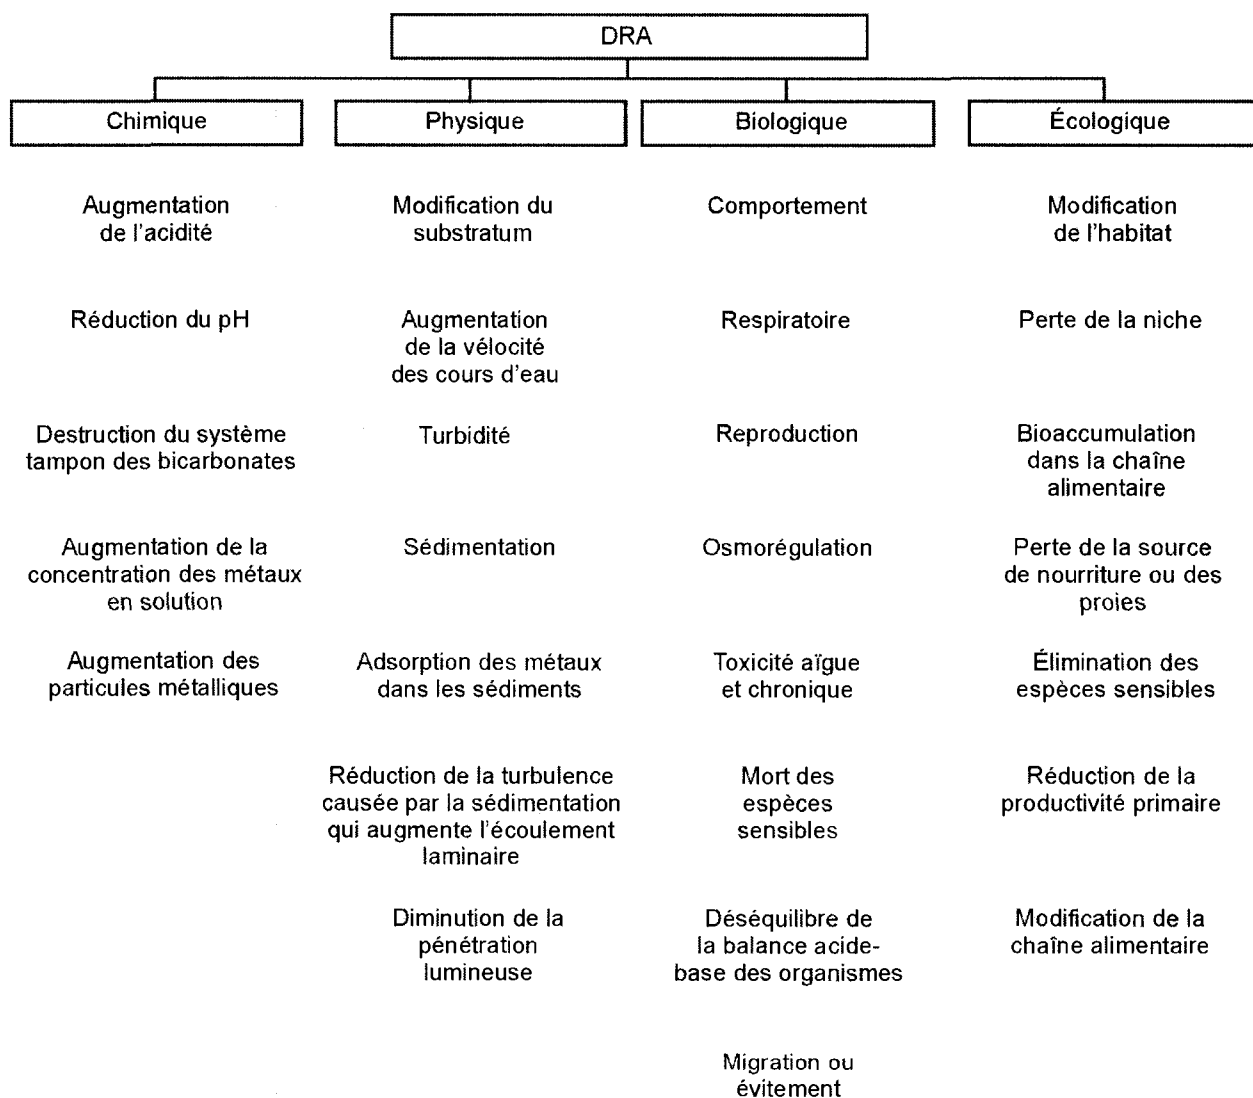 DRA
Chimique
Physique
Biologique
Écologique
Augmentation
de l'acidité
Modification du
substratum
Comportement
Modification
de l'habitat
Réduction du pH
Augmentation
de la vélocité
des cours d'eau
Respiratoire
Perte de la niche
Destruction du système
tampon des bicarbonates
Turbidité
Reproduction
Bioaccumulation
dans la chaîne
alimentaire
Augmentation de la
concentration des métaux
en solution
Sédimentation
Osmorégulation
Perte de la source
de nourriture ou des
proies
Augmentation des
particules métalliques
Adsorption des métaux
dans les sédiments
Toxicité aïgue
et chronique
Élimination des
espèces sensibles
Réduction de la turbulence
causée par la sédimentation
qui augmente l'écoulement
laminaire
Mort des
espèces
sensibles
Réduction de la
productivité primaire
Diminution de la
pénétration
lumineuse
Déséquilibre de
la balance acide-
base des organismes
Modification de la
chaîne alimentaire
Migration ou
évitement